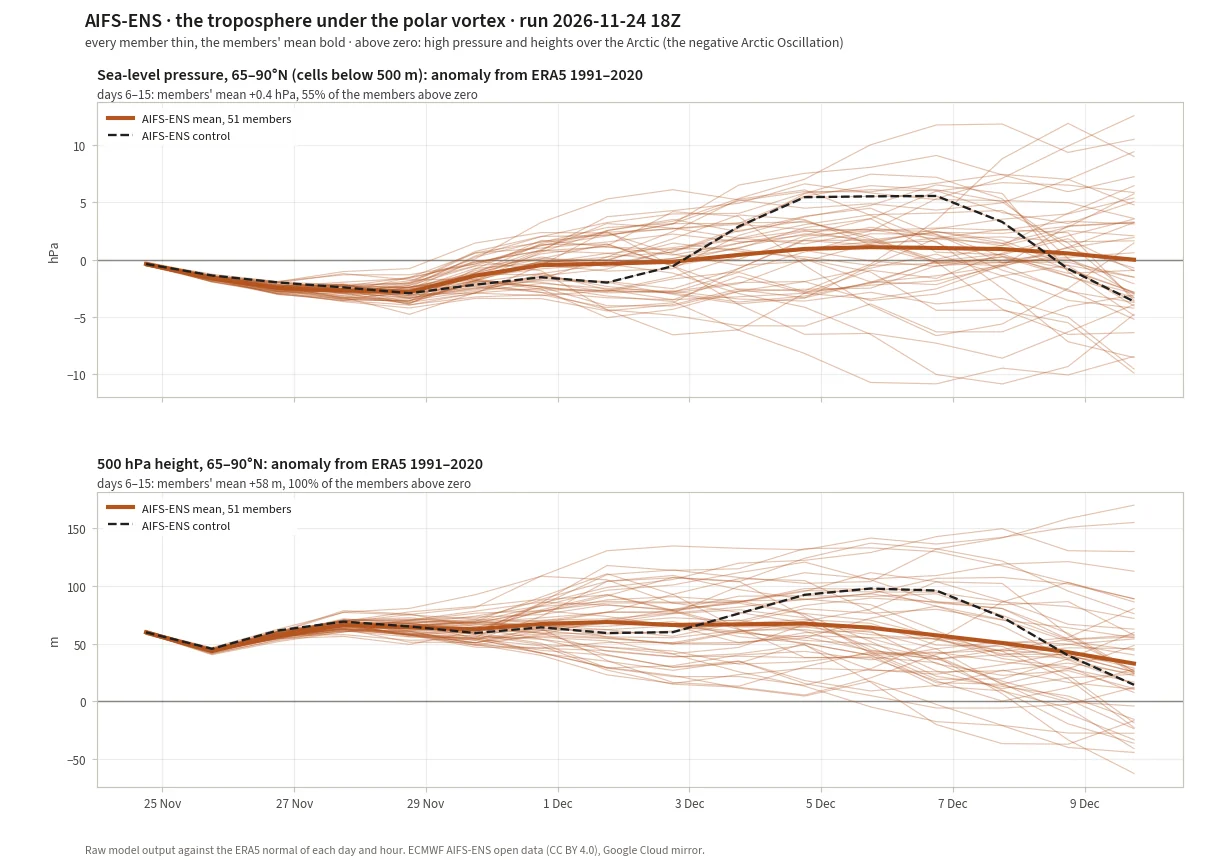 AIFS-ENS · the troposphere under the polar vortex · run 2026-11-24 18Z
every member thin, the members' mean bold · above zero: high pressure and heights over the Arctic (the negative Arctic Oscillation)
Sea-level pressure, 65–90°N (cells below 500 m): anomaly from ERA5 1991–2020
days 6–15: members' mean +0.4 hPa, 55% of the members above zero
AIFS-ENS mean, 51 members
AIFS-ENS control
10
5
0
−5
−10
hPa
500 hPa height, 65–90°N: anomaly from ERA5 1991–2020
days 6–15: members' mean +58 m, 100% of the members above zero
AIFS-ENS mean, 51 members
AIFS-ENS control
150
100
50
0
−50
m
25 Nov
27 Nov
29 Nov
1 Dec
3 Dec
5 Dec
7 Dec
9 Dec
Raw model output against the ERA5 normal of each day and hour. ECMWF AIFS-ENS open data (CC BY 4.0), Google Cloud mirror.